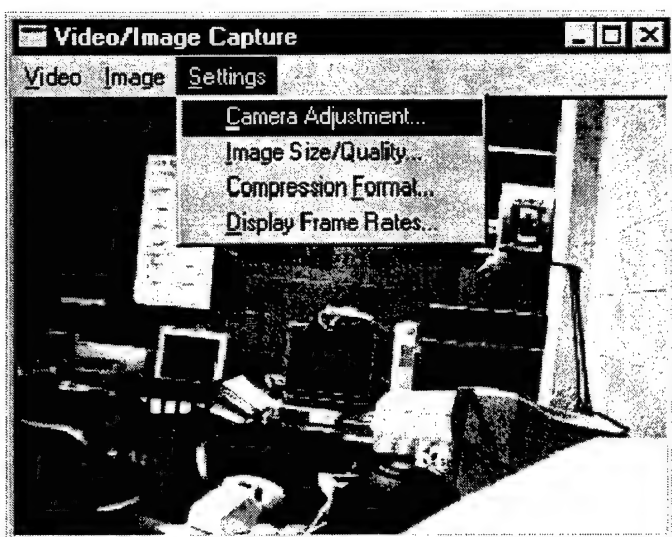 Video/Image Capture
Video Image Settings
Camera Adjustment...
Image Size/Quality...
Compression Format...
Display Frame Rates...